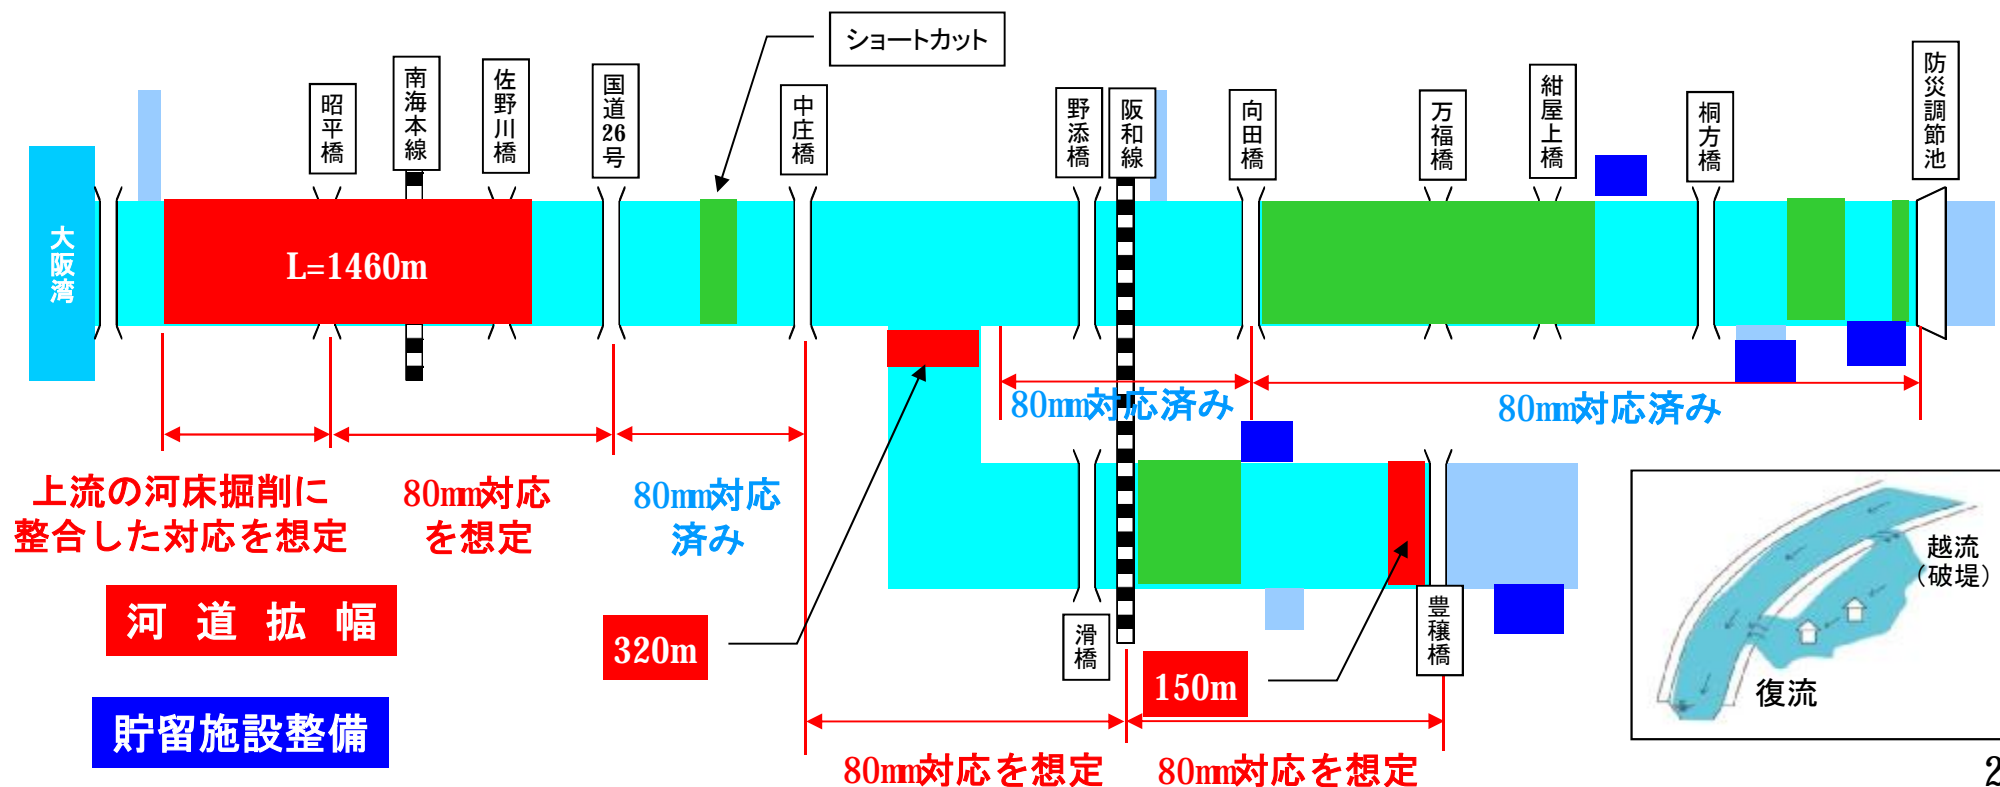 ショートカット
昭平橋
南海本線
佐野川橋
国道26号
中庄橋
野添橋
阪和線
向田橋
万福橋
紺屋上橋
桐方橋
防災調節池
大阪湾
L=1460m
80mm対応済み
80mm対応済み
上流の河床掘削に
整合した対応を想定
80mm対応
を想定
80mm対応
済み
河道拡幅
貯留施設整備
320m
滑橋
150m
豊穣橋
80mm対応を想定
80mm対応を想定
越流
（破堤）
復流
2